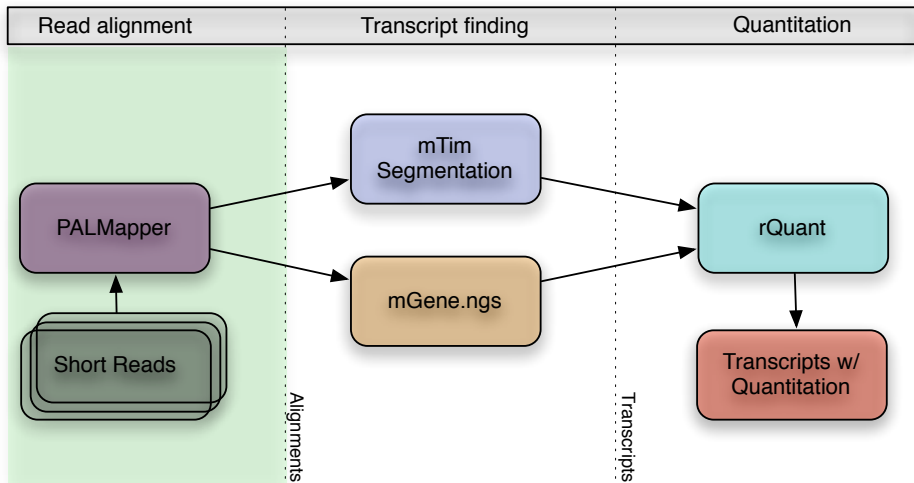 Read alignment
Transcript finding
Quantitation
mTim
Segmentation
PALMapper
rQuant
mGene.ngs
Short Reads
Transcripts w/
Quantitation
Alignments
Transcripts